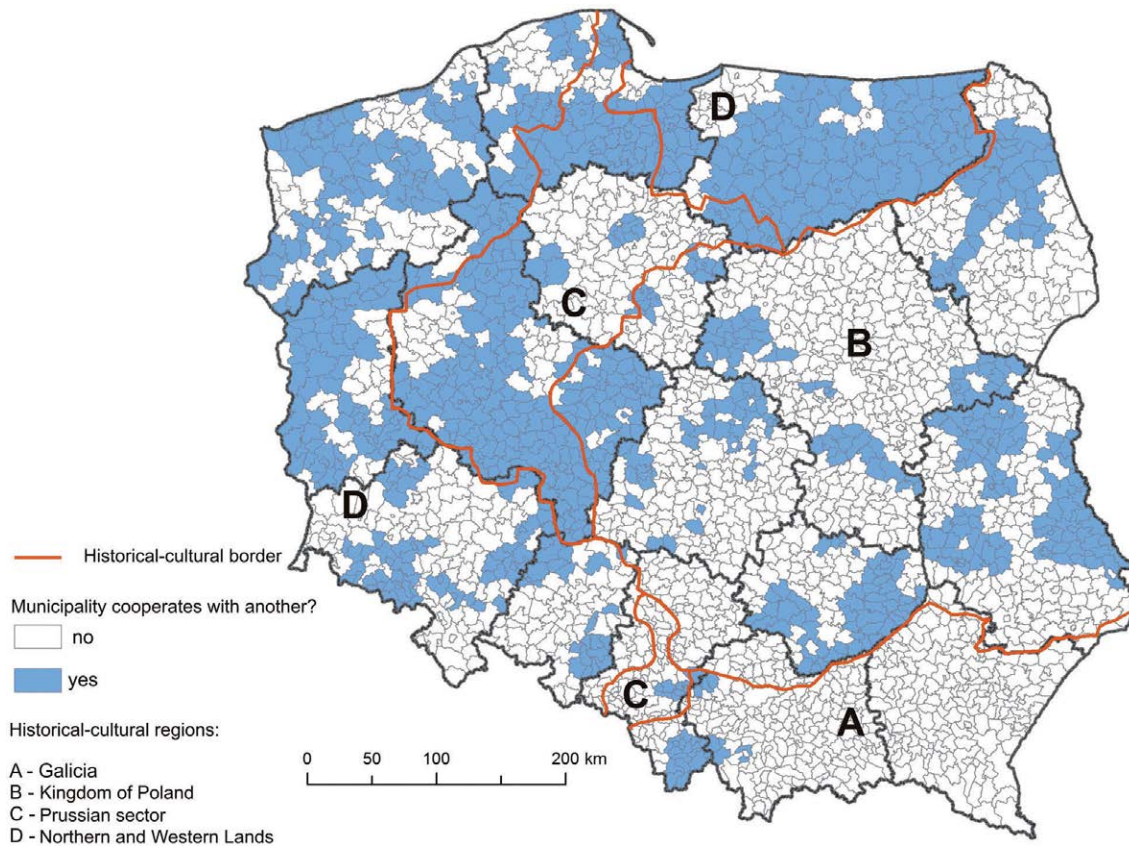 D
C
B
D
C
A
Historical-cultural border
Municipality cooperates with another?
no
yes
Historical-cultural regions:
A - Galicia
B - Kingdom of Poland
C - Prussian sector
D - Northern and Western Lands
0 50 100 200 km